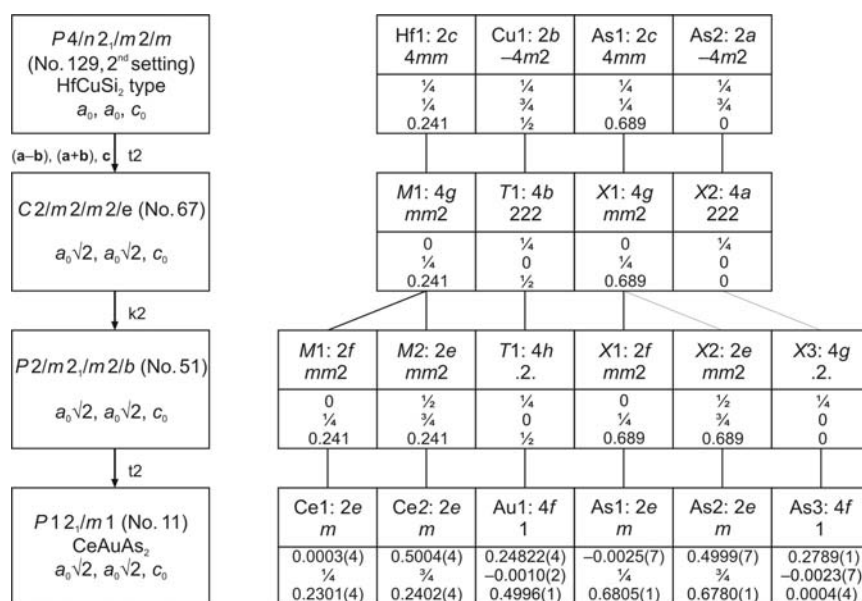 P 4/n 2₁/m 2/m
(No. 129, 2ⁿᵈ setting)
HfCuSi₂ type
a₀, a₀, c₀
(a–b), (a+b), c
t2
C 2/m 2/m 2/e (No. 67)
a₀√2, a₀√2, c₀
k2
P 2/m 2₁/m 2/b (No. 51)
a₀√2, a₀√2, c₀
t2
P 1 2₁/m 1 (No. 11)
CeAuAs₂
a₀√2, a₀√2, c₀
Hf1: 2c Cu1: 2b As1: 2c As2: 2a
4mm –4m2 4mm –4m2
¼ ¼ ¼ ¼
¼ ¾ ¼ ¾
0.241 ½ 0.689 0
M1: 4g T1: 4b X1: 4g X2: 4a
mm2 222 mm2 222
0 ¼ 0 ¼
¼ 0 ¼ 0
0.241 ½ 0.689 0
M1: 2f M2: 2e T1: 4h X1: 2f X2: 2e X3: 4g
mm2 mm2 .2. mm2 mm2 .2.
0 ½ ¼ 0 ½ ¼
¼ ¾ 0 ¼ ¾ 0
0.241 0.241 ½ 0.689 0.689 0
Ce1: 2e Ce2: 2e Au1: 4f As1: 2e As2: 2e As3: 4f
m m 1 m m 1
0.0003(4) 0.5004(4) 0.24822(4) –0.0025(7) 0.4999(7) 0.2789(1)
¼ ¾ –0.0010(2) ¼ ¾ –0.0023(7)
0.2301(4) 0.2402(4) 0.4996(1) 0.6805(1) 0.6780(1) 0.0004(4)